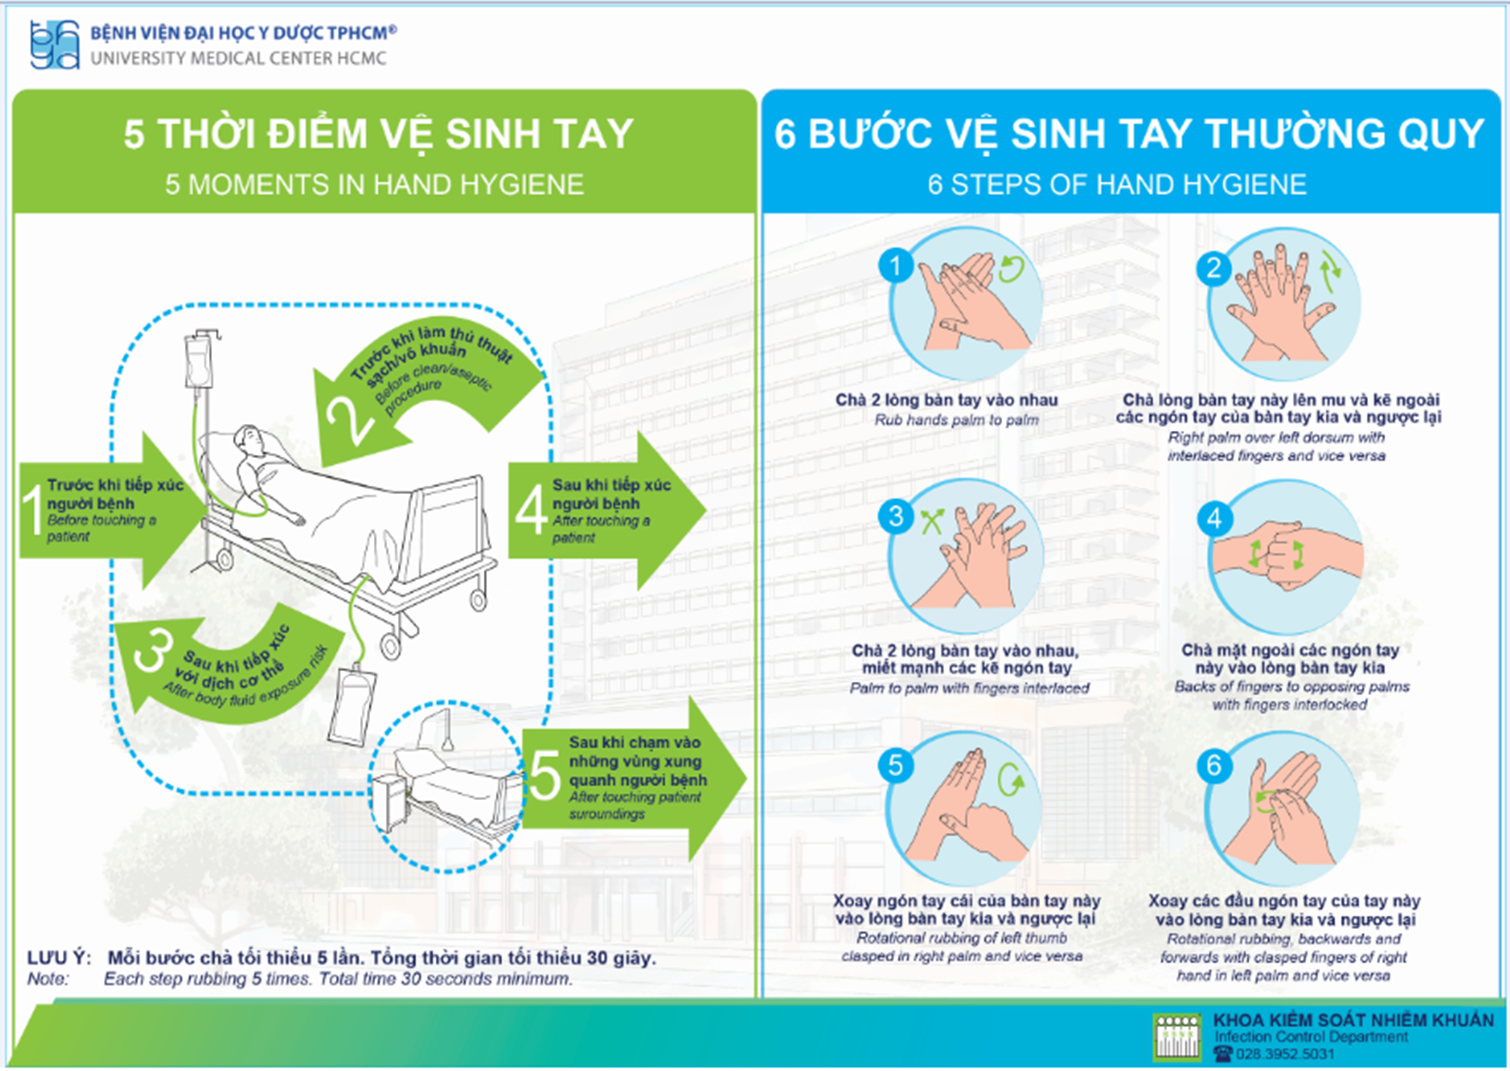 BỆNH VIỆN ĐẠI HỌC Y DƯỢC TPHCM®
UNIVERSITY MEDICAL CENTER HCMC
5 THỜI ĐIỂM VỆ SINH TAY
5 MOMENTS IN HAND HYGIENE
1
Trước khi tiếp xúc
người bệnh
Before touching a
patient
2
Trước khi làm thủ thuật
sạch/vô khuẩn
Before clean/aseptic
procedure
3
Sau khi tiếp xúc
với dịch cơ thể
After body fluid exposure risk
4
Sau khi tiếp xúc
người bệnh
After touching a
patient
5
Sau khi chạm vào
những vùng xung
quanh người bệnh
After touching patient
suroundings
LƯU Ý: Mỗi bước chà tối thiểu 5 lần. Tổng thời gian tối thiểu 30 giây.
Note: Each step rubbing 5 times. Total time 30 seconds minimum.
6 BƯỚC VỆ SINH TAY THƯỜNG QUY
6 STEPS OF HAND HYGIENE
1
Chà 2 lòng bàn tay vào nhau
Rub hands palm to palm
2
Chà lòng bàn tay này lên mu và kẽ ngoài
các ngón tay của bàn tay kia và ngược lại
Right palm over left dorsum with
interlaced fingers and vice versa
3
Chà 2 lòng bàn tay vào nhau,
miết mạnh các kẽ ngón tay
Palm to palm with fingers interlaced
4
Chà mặt ngoài các ngón tay
này vào lòng bàn tay kia
Backs of fingers to opposing palms
with fingers interlocked
5
Xoay ngón tay cái của bàn tay này
vào lòng bàn tay kia và ngược lại
Rotational rubbing of left thumb
clasped in right palm and vice versa
6
Xoay các đầu ngón tay của tay này
vào lòng bàn tay kia và ngược lại
Rotational rubbing, backwards and
forwards with clasped fingers of right
hand in left palm and vice versa
KHOA KIỂM SOÁT NHIỄM KHUẨN
Infection Control Department
028.3952.5031